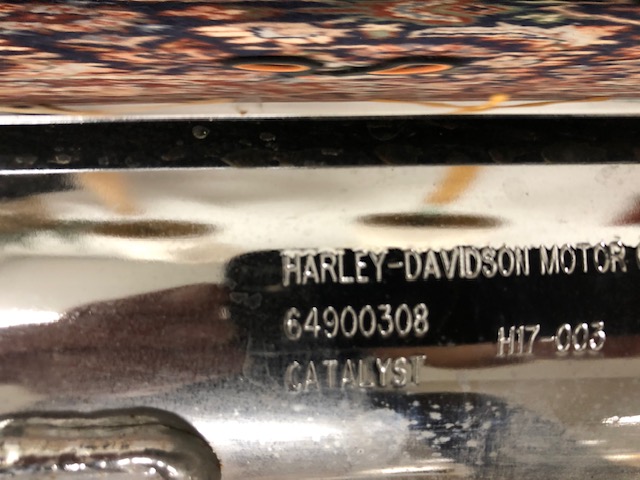 HARLEY-DAVIDSON MOTOR
64900308
H17-003
CATALYST